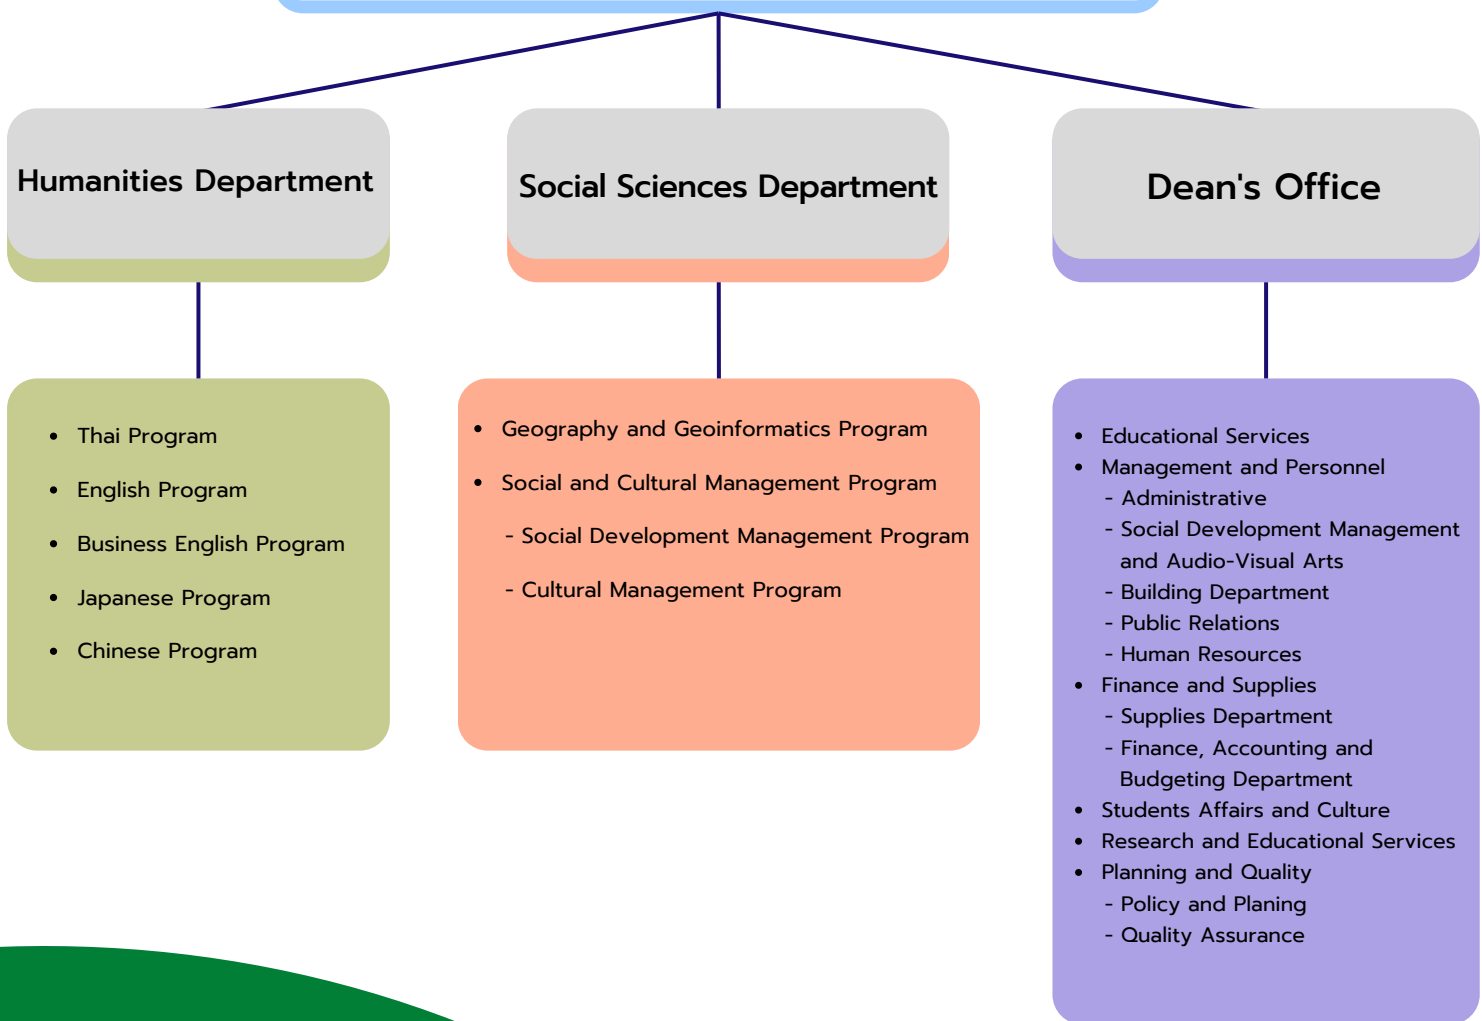 Humanities Department
Social Sciences Department
Dean's Office
• Thai Program
• English Program
• Business English Program
• Japanese Program
• Chinese Program
• Geography and Geoinformatics Program
• Social and Cultural Management Program
- Social Development Management Program
- Cultural Management Program
• Educational Services
• Management and Personnel
- Administrative
- Social Development Management
and Audio-Visual Arts
- Building Department
- Public Relations
- Human Resources
• Finance and Supplies
- Supplies Department
- Finance, Accounting and
Budgeting Department
• Students Affairs and Culture
• Research and Educational Services
• Planning and Quality
- Policy and Planing
- Quality Assurance